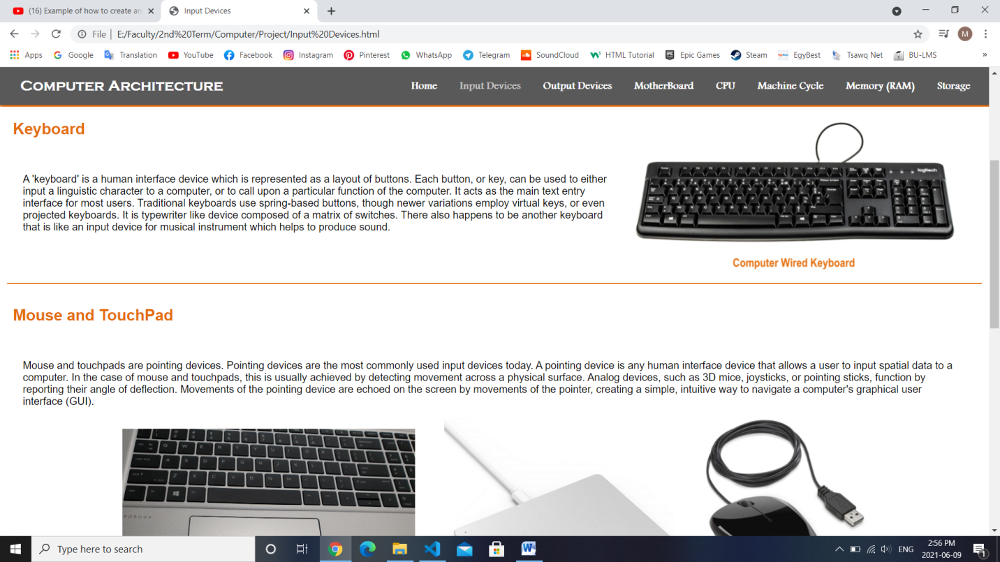 (16) Example of how to create an
Input Devices
File | E:/Faculty/2nd%20Term/Computer/Project/Input%20Devices.html
M
Apps Google Translation YouTube Facebook Instagram Pinterest WhatsApp Telegram SoundCloud HTML Tutorial Epic Games Steam EgyBest Tsawq Net BU-LMS »
Computer Architecture
Home Input Devices Output Devices MotherBoard CPU Machine Cycle Memory (RAM) Storage
Keyboard
A 'keyboard' is a human interface device which is represented as a layout of buttons. Each button, or key, can be used to either
input a linguistic character to a computer, or to call upon a particular function of the computer. It acts as the main text entry
interface for most users. Traditional keyboards use spring-based buttons, though newer variations employ virtual keys, or even
projected keyboards. It is typewriter like device composed of a matrix of switches. There also happens to be another keyboard
that is like an input device for musical instrument which helps to produce sound.
logitech
Computer Wired Keyboard
Mouse and TouchPad
Mouse and touchpads are pointing devices. Pointing devices are the most commonly used input devices today. A pointing device is any human interface device that allows a user to input spatial data to a
computer. In the case of mouse and touchpads, this is usually achieved by detecting movement across a physical surface. Analog devices, such as 3D mice, joysticks, or pointing sticks, function by
reporting their angle of deflection. Movements of the pointing device are echoed on the screen by movements of the pointer, creating a simple, intuitive way to navigate a computer's graphical user
interface (GUI).
Q W E R T Y U I O P
A S D F G H J K L
Z X C V B N M
Type here to search
ENG
2:56 PM
2021-06-09
1